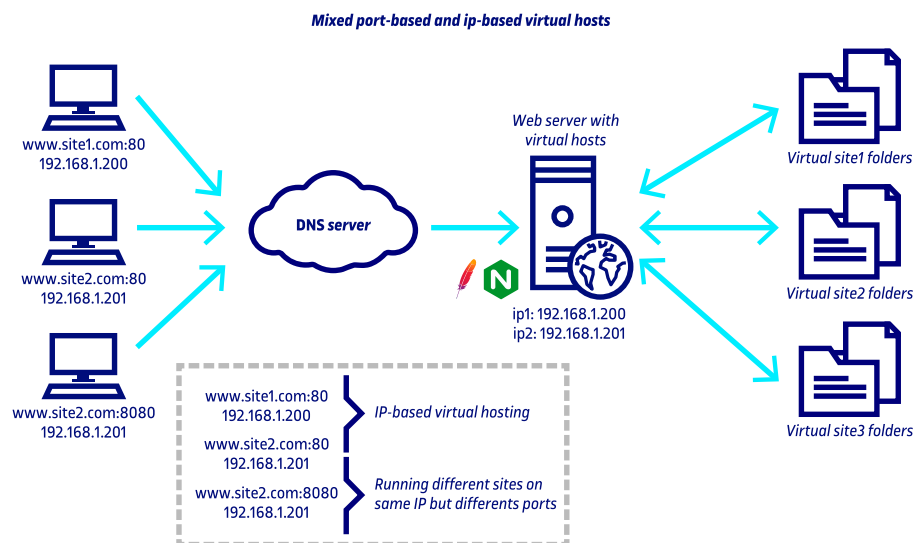 Mixed port-based and ip-based virtual hosts
www.site1.com:80
192.168.1.200
www.site2.com:80
192.168.1.201
www.site2.com:8080
192.168.1.201
DNS server
Web server with
virtual hosts
N
ip1: 192.168.1.200
ip2: 192.168.1.201
Virtual site1 folders
Virtual site2 folders
Virtual site3 folders
www.site1.com:80
192.168.1.200
IP-based virtual hosting
www.site2.com:80
192.168.1.201
www.site2.com:8080
192.168.1.201
Running different sites on
same IP but differents ports